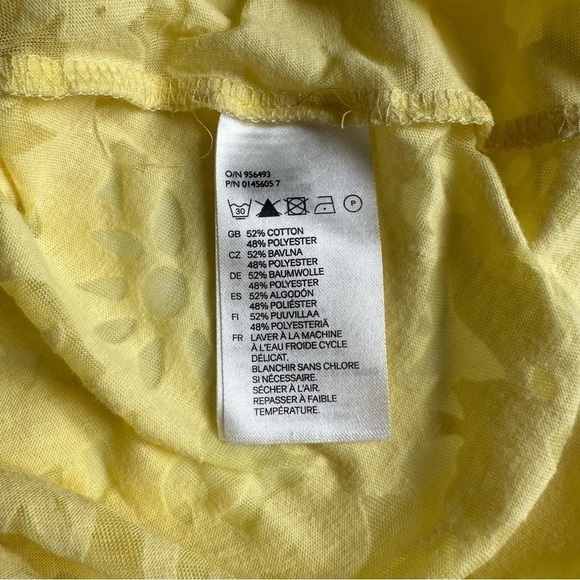 O/N 956493
P/N 0145605 7
30 P
GB 52% COTTON
48% POLYESTER
CZ 52% BAVLNA
48% POLYESTER
DE 52% BAUMWOLLE
48% POLYESTER
ES 52% ALGODÓN
48% POLIÉSTER
FI 52% PUUVILLAA
48% POLYESTERIÄ
FR LAVER À LA MACHINE
À L'EAU FROIDE CYCLE
DÉLICAT.
BLANCHIR SANS CHLORE
SI NÉCESSAIRE.
SÉCHER À L'AIR.
REPASSER À FAIBLE
TEMPÉRATURE.